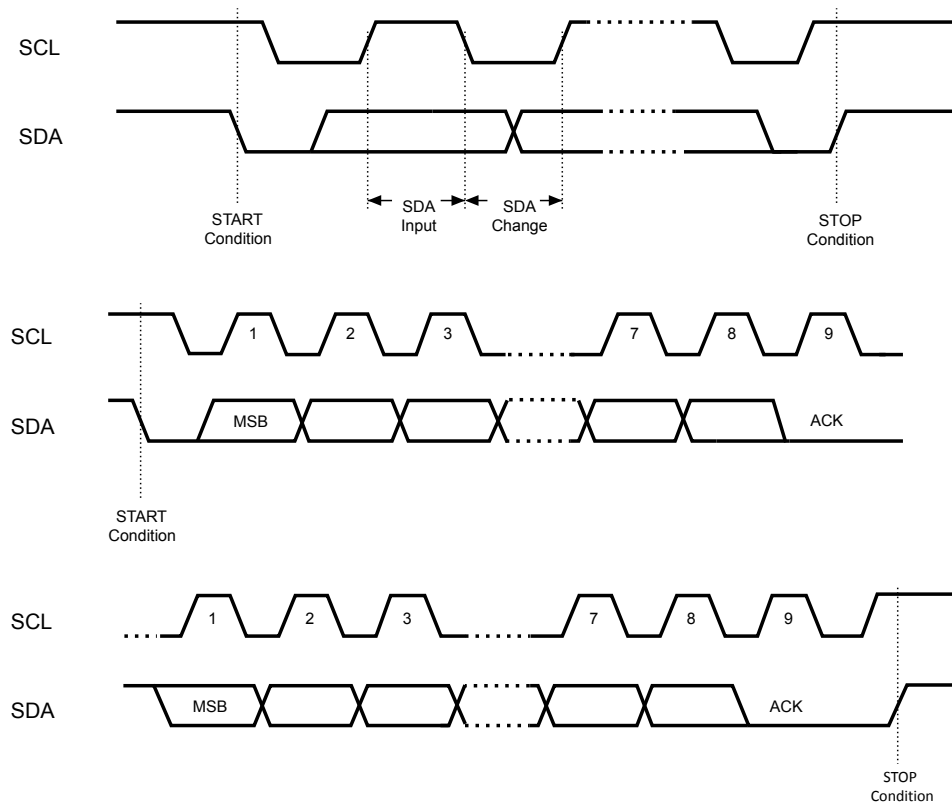 SCL
SDA
SDA
Input
SDA
Change
START
Condition
STOP
Condition
SCL
1
2
3
7
8
9
SDA
MSB
ACK
START
Condition
SCL
1
2
3
7
8
9
SDA
MSB
ACK
STOP
Condition